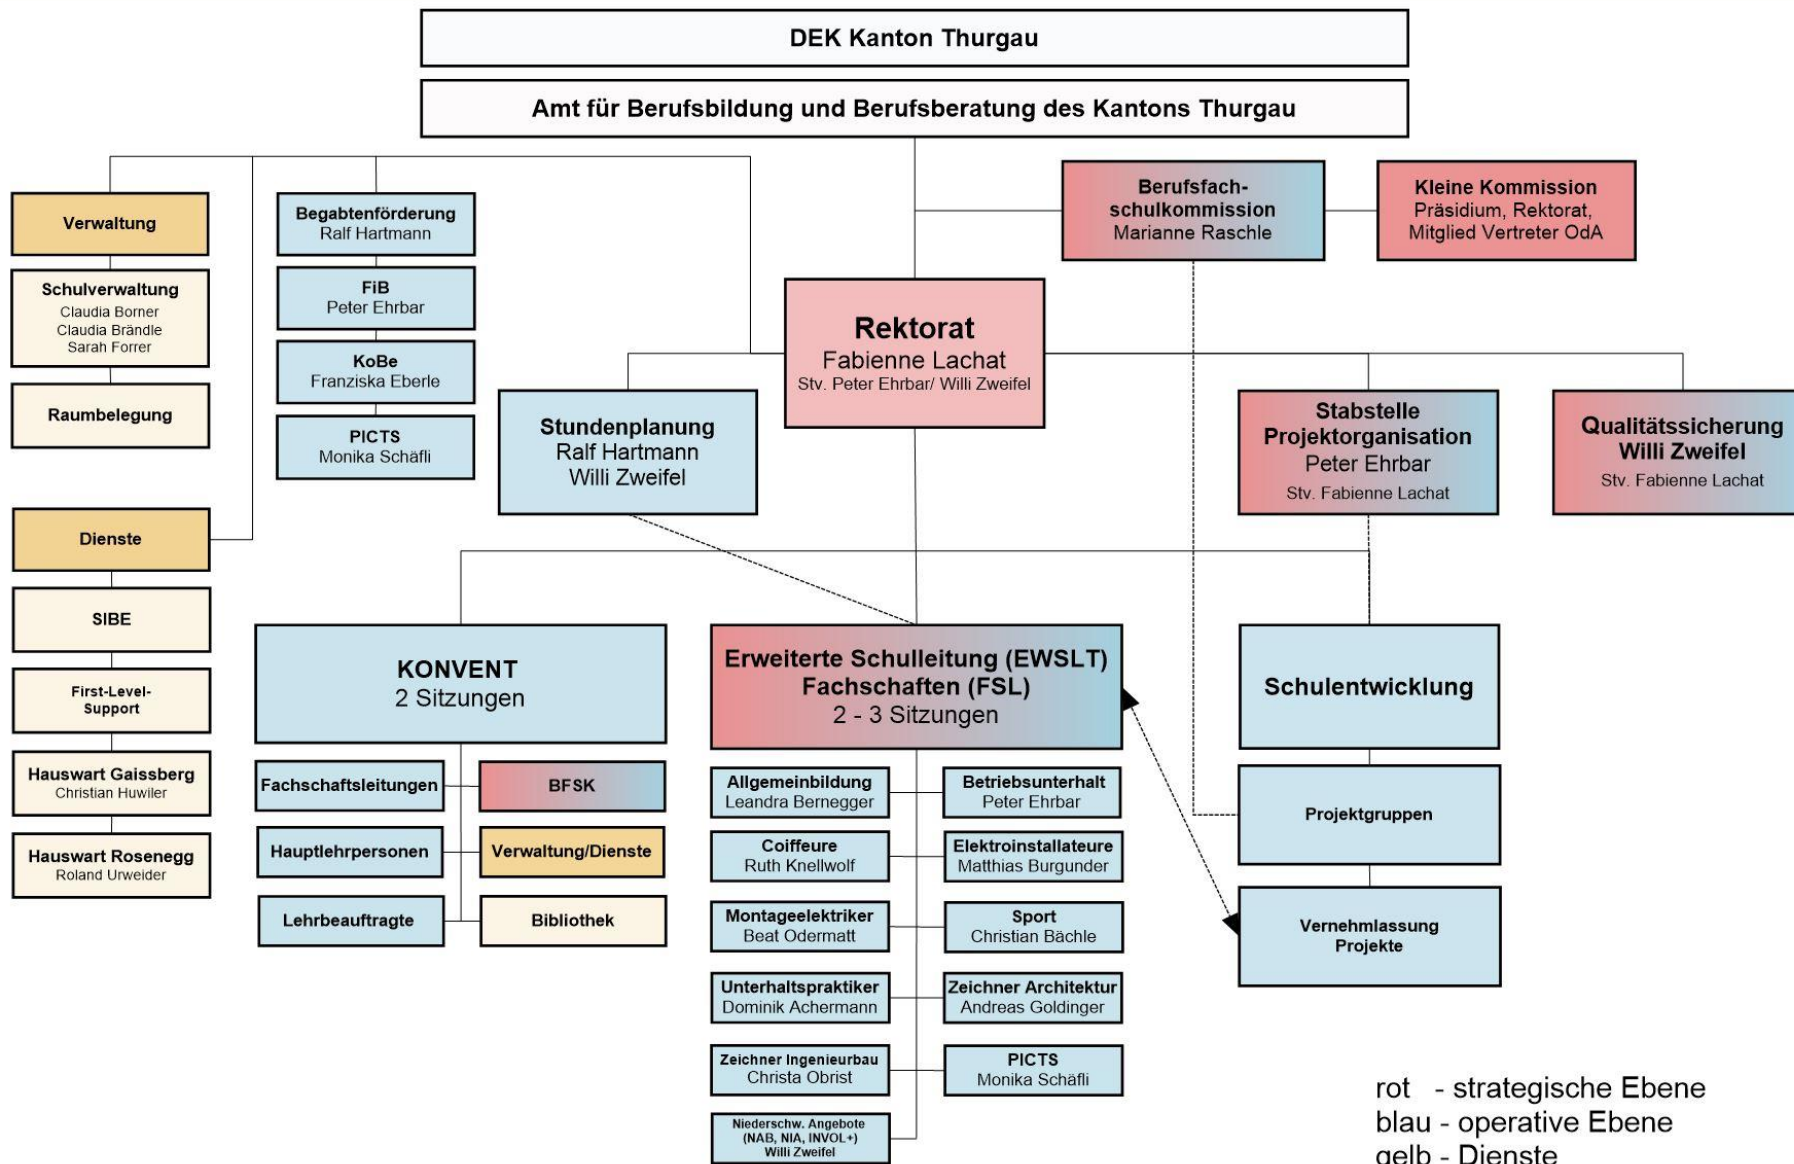 DEK Kanton Thurgau
Amt für Berufsbildung und Berufsberatung des Kantons Thurgau
Berufsfach-
schulkommission
Marianne Raschle
Kleine Kommission
Präsidium, Rektorat,
Mitglied Vertreter OdA
Verwaltung
Schulverwaltung
Claudia Borner
Claudia Brändle
Sarah Forrer
Raumbelegung
Begabtenförderung
Ralf Hartmann
FiB
Peter Ehrbar
KoBe
Franziska Eberle
PICTS
Monika Schäfli
Rektorat
Fabienne Lachat
Stv. Peter Ehrbar/ Willi Zweifel
Stundenplanung
Ralf Hartmann
Willi Zweifel
Stabstelle
Projektorganisation
Peter Ehrbar
Stv. Fabienne Lachat
Qualitätssicherung
Willi Zweifel
Stv. Fabienne Lachat
Dienste
SIBE
First-Level-
Support
Hauswart Gaissberg
Christian Huwiler
Hauswart Rosenegg
Roland Urweider
KONVENT
2 Sitzungen
Fachschaftsleitungen
BFSK
Hauptlehrpersonen
Verwaltung/Dienste
Lehrbeauftragte
Bibliothek
Erweiterte Schulleitung (EWSLT)
Fachschaften (FSL)
2 - 3 Sitzungen
Allgemeinbildung
Leandra Bernegger
Betriebsunterhalt
Peter Ehrbar
Coiffeure
Ruth Knellwolf
Elektroinstallateure
Matthias Burgunder
Montageelektriker
Beat Odermatt
Sport
Christian Bächle
Unterhaltspraktiker
Dominik Achermann
Zeichner Architektur
Andreas Goldinger
Zeichner Ingenieurbau
Christa Obrist
PICTS
Monika Schäfli
Niederschw. Angebote
(NAB, NIA, INVOL+)
Willi Zweifel
Schulentwicklung
Projektgruppen
Vernehmlassung
Projekte
rot - strategische Ebene
blau - operative Ebene
gelb - Dienste